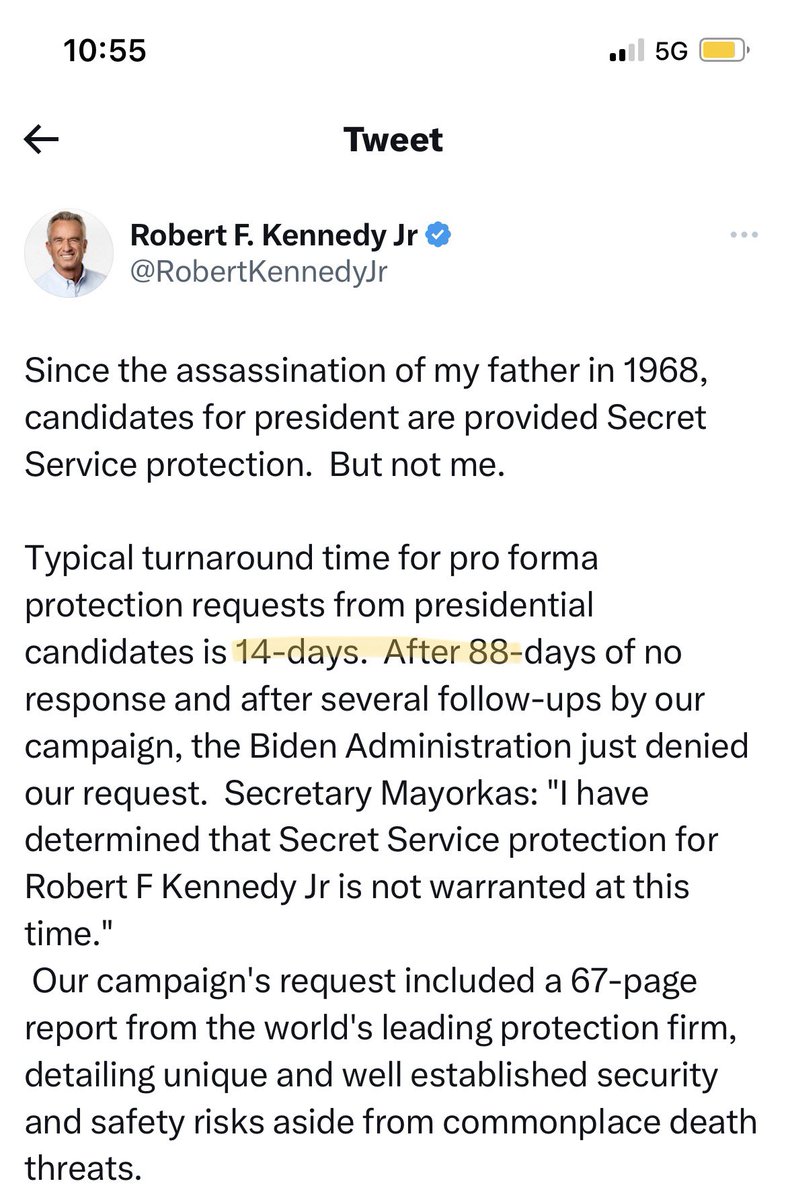 10:55
5G
Tweet
Robert F. Kennedy Jr
@RobertKennedyJr
Since the assassination of my father in 1968,
candidates for president are provided Secret
Service protection.  But not me.
Typical turnaround time for pro forma
protection requests from presidential
candidates is 14-days.  After 88-days of no
response and after several follow-ups by our
campaign, the Biden Administration just denied
our request.  Secretary Mayorkas: "I have
determined that Secret Service protection for
Robert F Kennedy Jr is not warranted at this
time."
Our campaign's request included a 67-page
report from the world's leading protection firm,
detailing unique and well established security
and safety risks aside from commonplace death
threats.